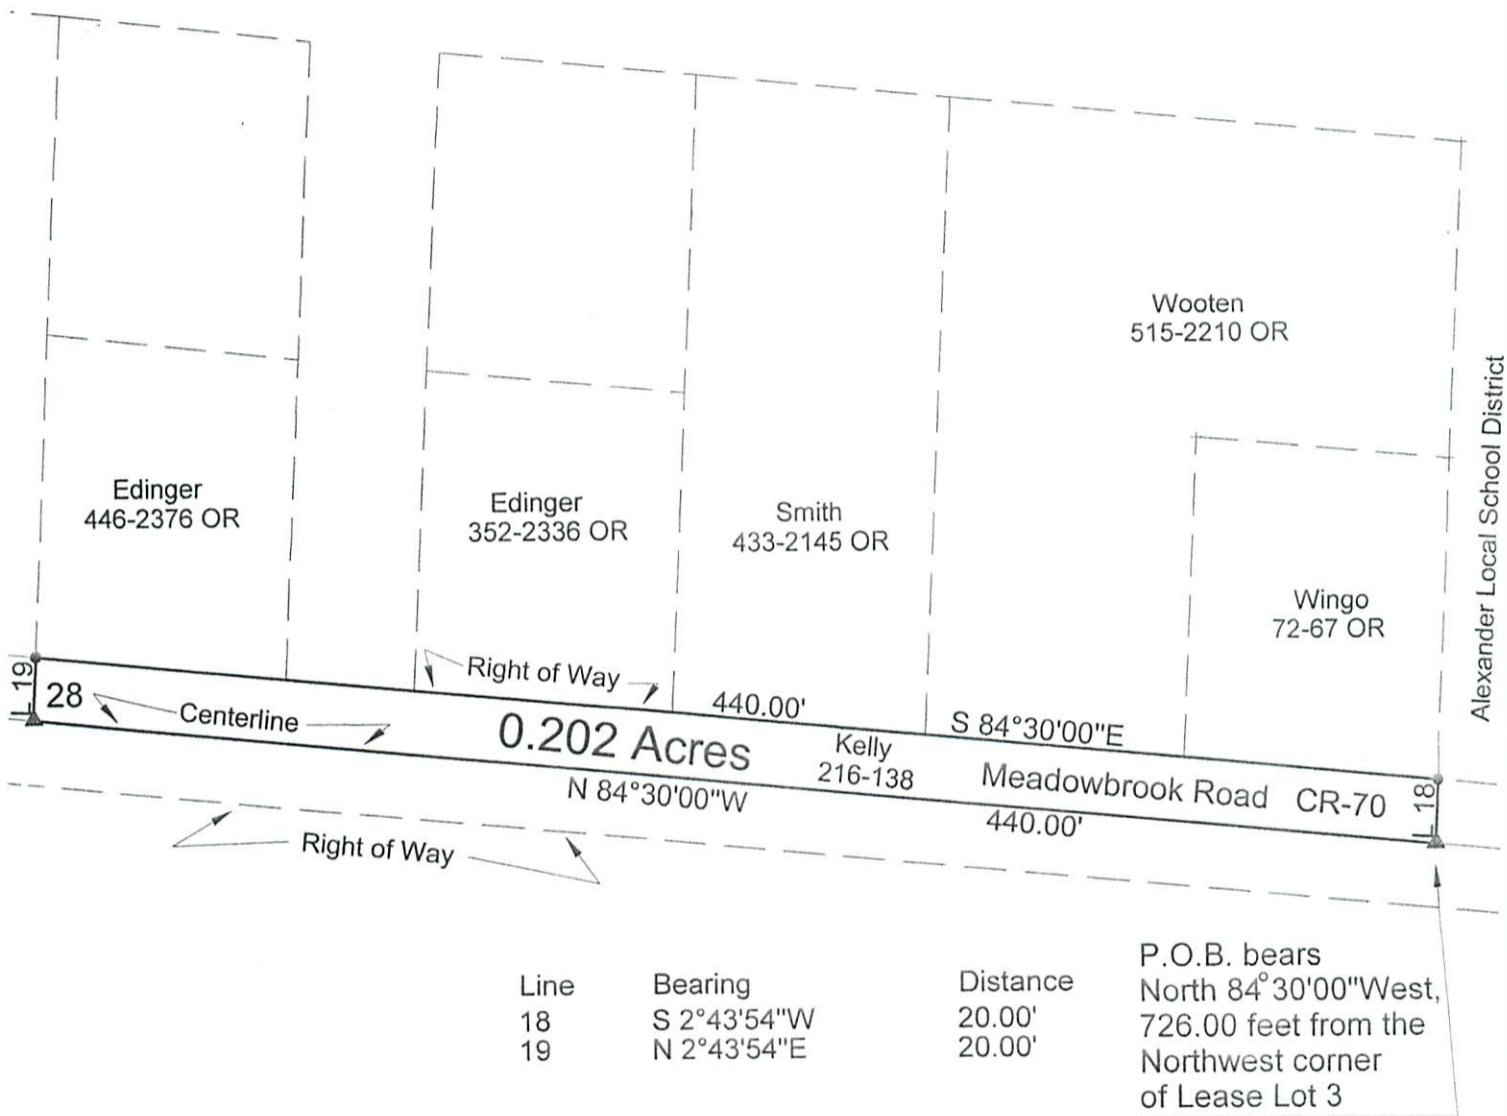 Wooten
515-2210 OR
Alexander Local School District
Edinger
446-2376 OR
Edinger
352-2336 OR
Smith
433-2145 OR
Wingo
72-67 OR
L 19
28
Centerline
Right of Way
440.00'
S 84°30'00"E
0.202 Acres
Kelly
216-138
Meadowbrook Road CR-70
L 18
N 84°30'00"W
440.00'
Right of Way
Line Bearing Distance
18 S 2°43'54"W 20.00'
19 N 2°43'54"E 20.00'
P.O.B. bears
North 84°30'00"West,
726.00 feet from the
Northwest corner
of Lease Lot 3